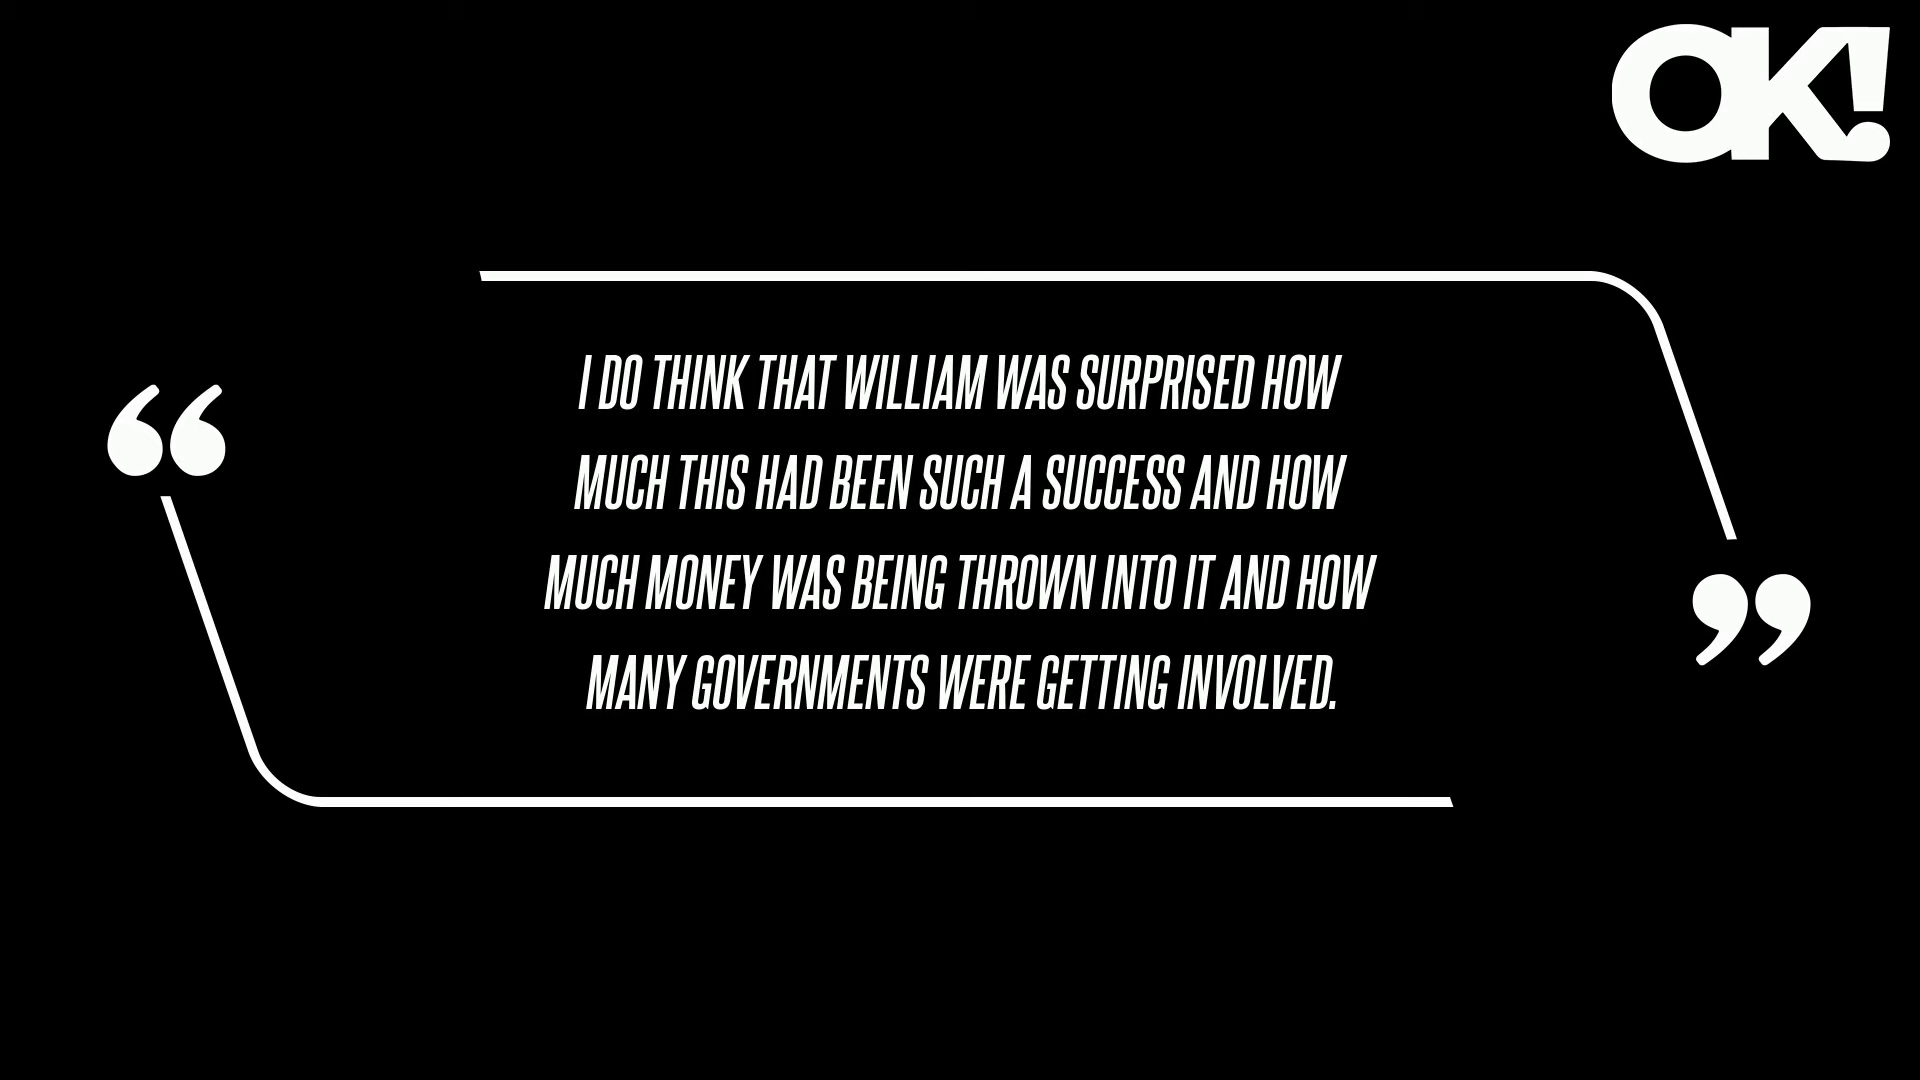 OK!
“
I DO THINK THAT WILLIAM WAS SURPRISED HOW
MUCH THIS HAD BEEN SUCH A SUCCESS AND HOW
MUCH MONEY WAS BEING THROWN INTO IT AND HOW
MANY GOVERNMENTS WERE GETTING INVOLVED.
”